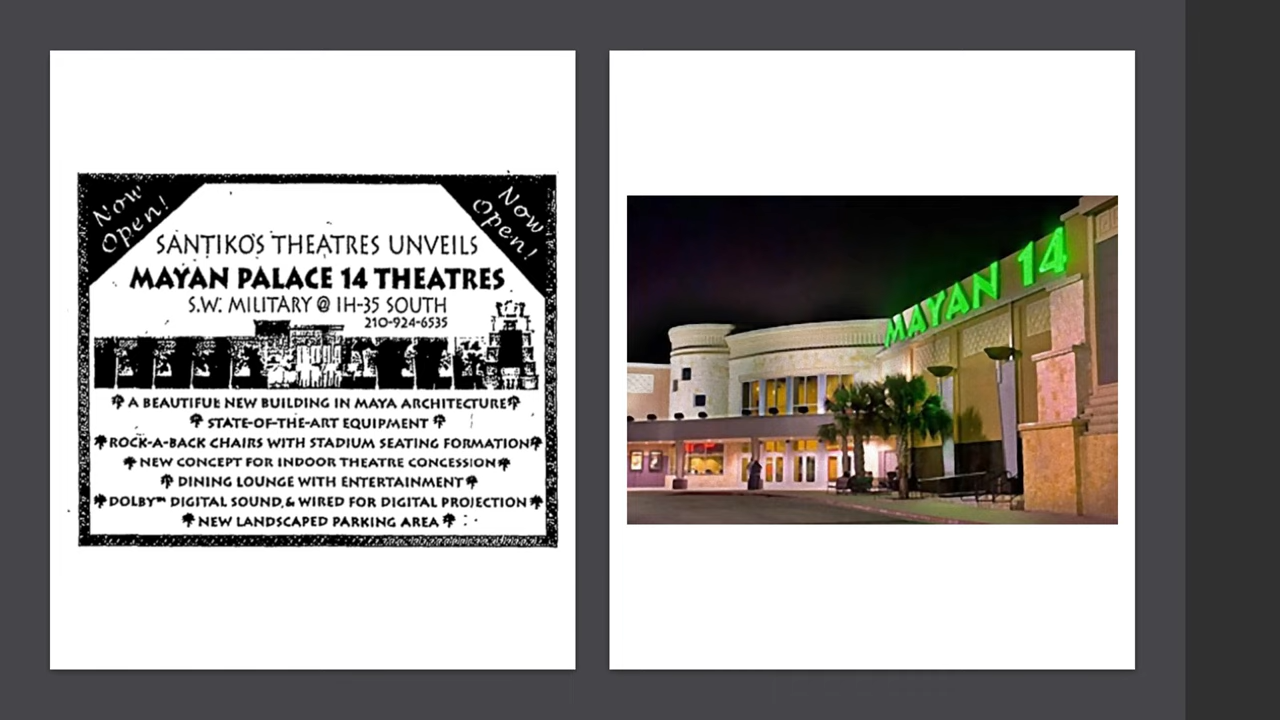 Now
Open!
Now
Open!
SANTIKO'S THEATRES UNVEILS
MAYAN PALACE 14 THEATRES
S.W. MILITARY @ IH-35 SOUTH
210-924-6535
14
A BEAUTIFUL NEW BUILDING IN MAYA ARCHITECTURE
STATE-OF-THE-ART EQUIPMENT
ROCK-A-BACK CHAIRS WITH STADIUM SEATING FORMATION
NEW CONCEPT FOR INDOOR THEATRE CONCESSION
DINING LOUNGE WITH ENTERTAINMENT
DOLBY™ DIGITAL SOUND & WIRED FOR DIGITAL PROJECTION
NEW LANDSCAPED PARKING AREA
MAYAN 14